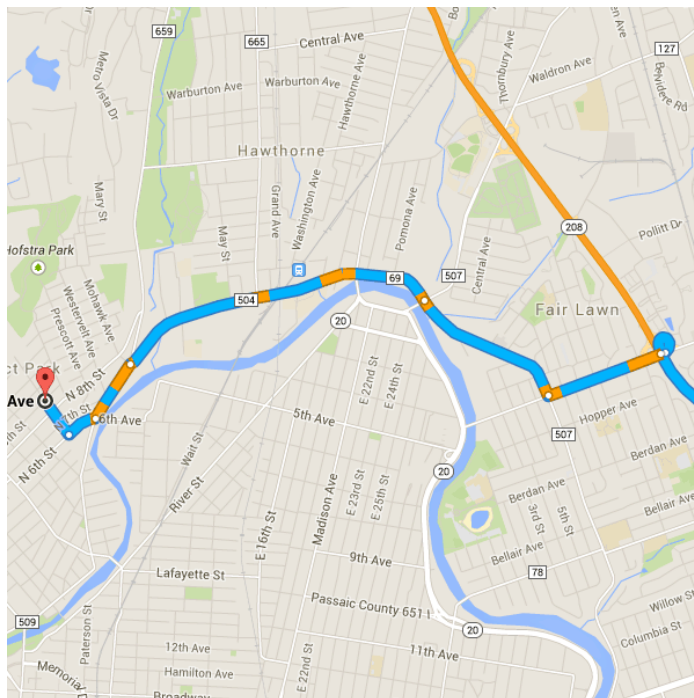 659
665
Central Ave
127
Metro Vista Dr
Warburton Ave
Warburton Ave
Hawthorne Ave
Thornbury Ave
Waldron Ave
Belvidere Rd
Hawthorne
Mary St
May St
Grand Ave
Washington Ave
Pomona Ave
Central Ave
208
Pollitt Dr
Hofstra Park
Mohawk Ave
Westervelt Ave
Prescott Ave
504
69
507
Fair Lawn
20
ct Park
N 8th St
Ave
N 7th St
6th Ave
N 6th St
E 22nd St
E 24th St
5th Ave
Hopper Ave
507
Wait St
River St
Madison Ave
E 23rd St
E 25th St
20
Berdan Ave
Berdan Ave
3rd St
5th St
Bellair Ave
Bellair Ave
E 16th St
9th Ave
78
Lafayette St
Passaic County 651
Willow St
Columbia St
509
Paterson St
20
12th Ave
11th Ave
Hamilton Ave
E 22nd St
Memorial D
Broadway